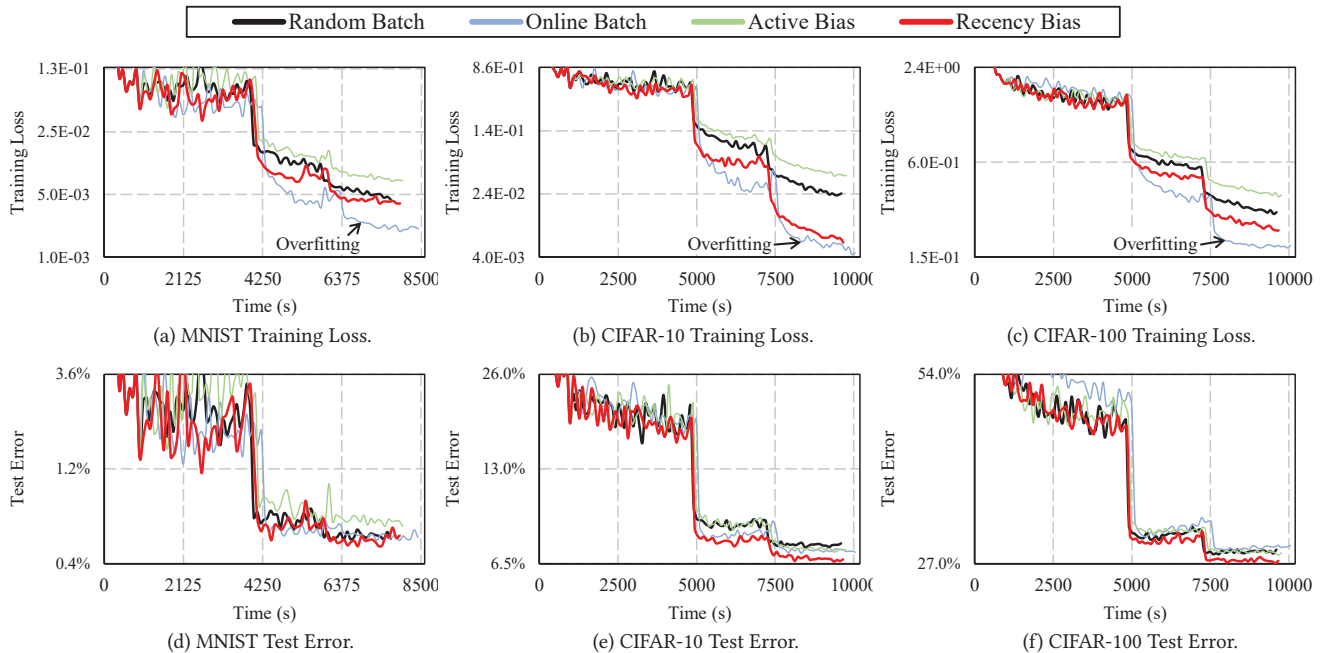 Random Batch Online Batch Active Bias Recency Bias
Training Loss
1.3E-01
2.5E-02
5.0E-03
1.0E-03
Overfitting
0 2125 4250 6375 8500
Time (s)
(a) MNIST Training Loss.
Training Loss
8.6E-01
1.4E-01
2.4E-02
4.0E-03
Overfitting
0 2500 5000 7500 10000
Time (s)
(b) CIFAR-10 Training Loss.
Training Loss
2.4E+00
6.0E-01
1.5E-01
Overfitting
0 2500 5000 7500 10000
Time (s)
(c) CIFAR-100 Training Loss.
Test Error
3.6%
1.2%
0.4%
0 2125 4250 6375 8500
Time (s)
(d) MNIST Test Error.
Test Error
26.0%
13.0%
6.5%
0 2500 5000 7500 10000
Time (s)
(e) CIFAR-10 Test Error.
Test Error
54.0%
27.0%
0 2500 5000 7500 10000
Time (s)
(f) CIFAR-100 Test Error.